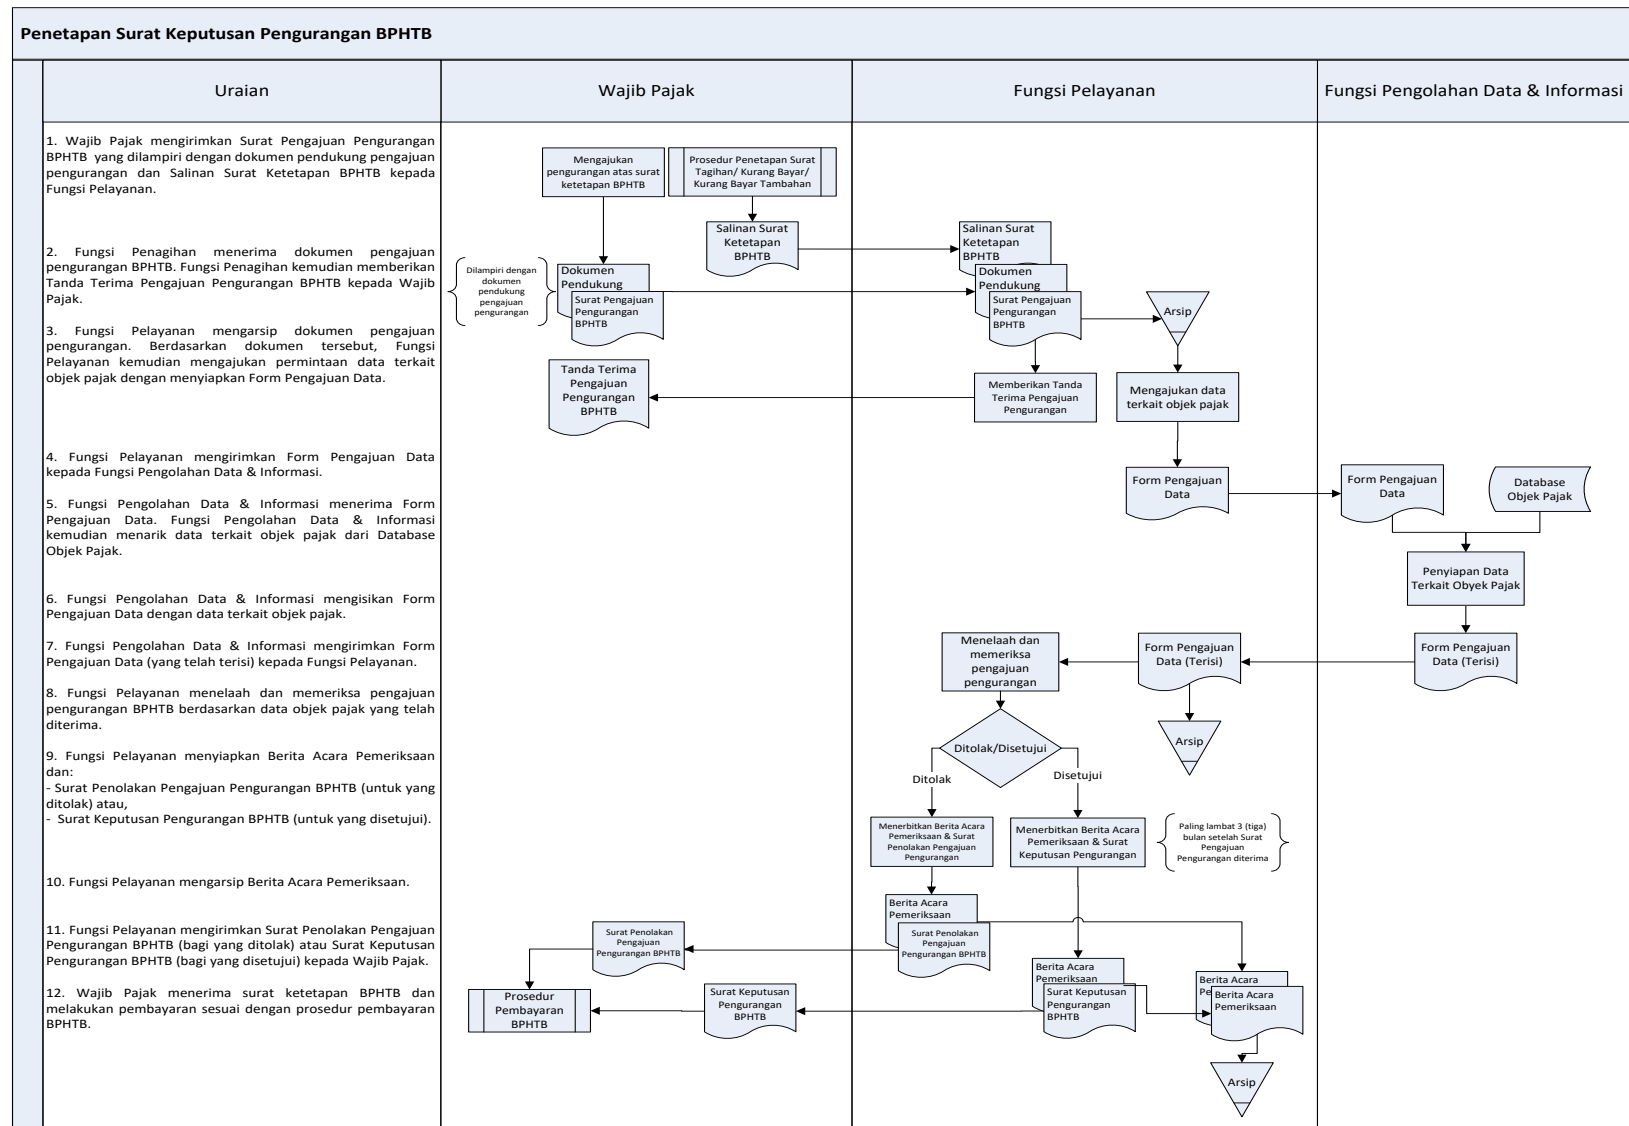 Penetapan Surat Keputusan Pengurangan BPHTB
Uraian
Wajib Pajak
Fungsi Pelayanan
Fungsi Pengolahan Data & Informasi
1. Wajib Pajak mengirimkan Surat Pengajuan Pengurangan
BPHTB yang dilampiri dengan dokumen pendukung pengajuan
pengurangan dan Salinan Surat Ketetapan BPHTB kepada
Fungsi Pelayanan.
2. Fungsi Penagihan menerima dokumen pengajuan
pengurangan BPHTB. Fungsi Penagihan kemudian memberikan
Tanda Terima Pengajuan Pengurangan BPHTB kepada Wajib
Pajak.
3. Fungsi Pelayanan mengarsip dokumen pengajuan
pengurangan. Berdasarkan dokumen tersebut, Fungsi
Pelayanan kemudian mengajukan permintaan data terkait
objek pajak dengan menyiapkan Form Pengajuan Data.
4. Fungsi Pelayanan mengirimkan Form Pengajuan Data
kepada Fungsi Pengolahan Data & Informasi.
5. Fungsi Pengolahan Data & Informasi menerima Form
Pengajuan Data. Fungsi Pengolahan Data & Informasi
kemudian menarik data terkait objek pajak dari Database
Objek Pajak.
6. Fungsi Pengolahan Data & Informasi mengisikan Form
Pengajuan Data dengan data terkait objek pajak.
7. Fungsi Pengolahan Data & Informasi mengirimkan Form
Pengajuan Data (yang telah terisi) kepada Fungsi Pelayanan.
8. Fungsi Pelayanan menelaah dan memeriksa pengajuan
pengurangan BPHTB berdasarkan data objek pajak yang telah
diterima.
9. Fungsi Pelayanan menyiapkan Berita Acara Pemeriksaan
dan:
- Surat Penolakan Pengajuan Pengurangan BPHTB (untuk yang
ditolak) atau,
- Surat Keputusan Pengurangan BPHTB (untuk yang disetujui).
10. Fungsi Pelayanan mengarsip Berita Acara Pemeriksaan.
11. Fungsi Pelayanan mengirimkan Surat Penolakan Pengajuan
Pengurangan BPHTB (bagi yang ditolak) atau Surat Keputusan
Pengurangan BPHTB (bagi yang disetujui) kepada Wajib Pajak.
12. Wajib Pajak menerima surat ketetapan BPHTB dan
melakukan pembayaran sesuai dengan prosedur pembayaran
BPHTB.
Mengajukan
pengurangan atas surat
ketetapan BPHTB
Prosedur Penetapan Surat
Tagihan/ Kurang Bayar/
Kurang Bayar Tambahan
Salinan Surat
Ketetapan
BPHTB
Dilampiri dengan
dokumen
pendukung
pengajuan
pengurangan
Dokumen
Pendukung
Surat Pengajuan
Pengurangan
BPHTB
Tanda Terima
Pengajuan
Pengurangan
BPHTB
Salinan Surat
Ketetapan
BPHTB
Dokumen
Pendukung
Surat Pengajuan
Pengurangan
BPHTB
Arsip
Memberikan Tanda
Terima Pengajuan
Pengurangan
Mengajukan data
terkait objek pajak
Form Pengajuan
Data
Form Pengajuan
Data
Database
Objek Pajak
Penyiapan Data
Terkait Obyek Pajak
Form Pengajuan
Data (Terisi)
Form Pengajuan
Data (Terisi)
Menelaah dan
memeriksa
pengajuan
pengurangan
Arsip
Ditolak/Disetujui
Ditolak
Disetujui
Menerbitkan Berita Acara
Pemeriksaan & Surat
Penolakan Pengajuan
Pengurangan
Menerbitkan Berita Acara
Pemeriksaan & Surat
Keputusan Pengurangan
Paling lambat 3 (tiga)
bulan setelah Surat
Pengajuan
Pengurangan diterima
Berita Acara
Pemeriksaan
Surat Penolakan
Pengajuan
Pengurangan BPHTB
Surat Penolakan
Pengajuan
Pengurangan BPHTB
Berita Acara
Pemeriksaan
Surat Keputusan
Pengurangan
BPHTB
Surat Keputusan
Pengurangan
BPHTB
Prosedur
Pembayaran
BPHTB
Berita Acara
Pe
Berita Acara
Pemeriksaan
Arsip